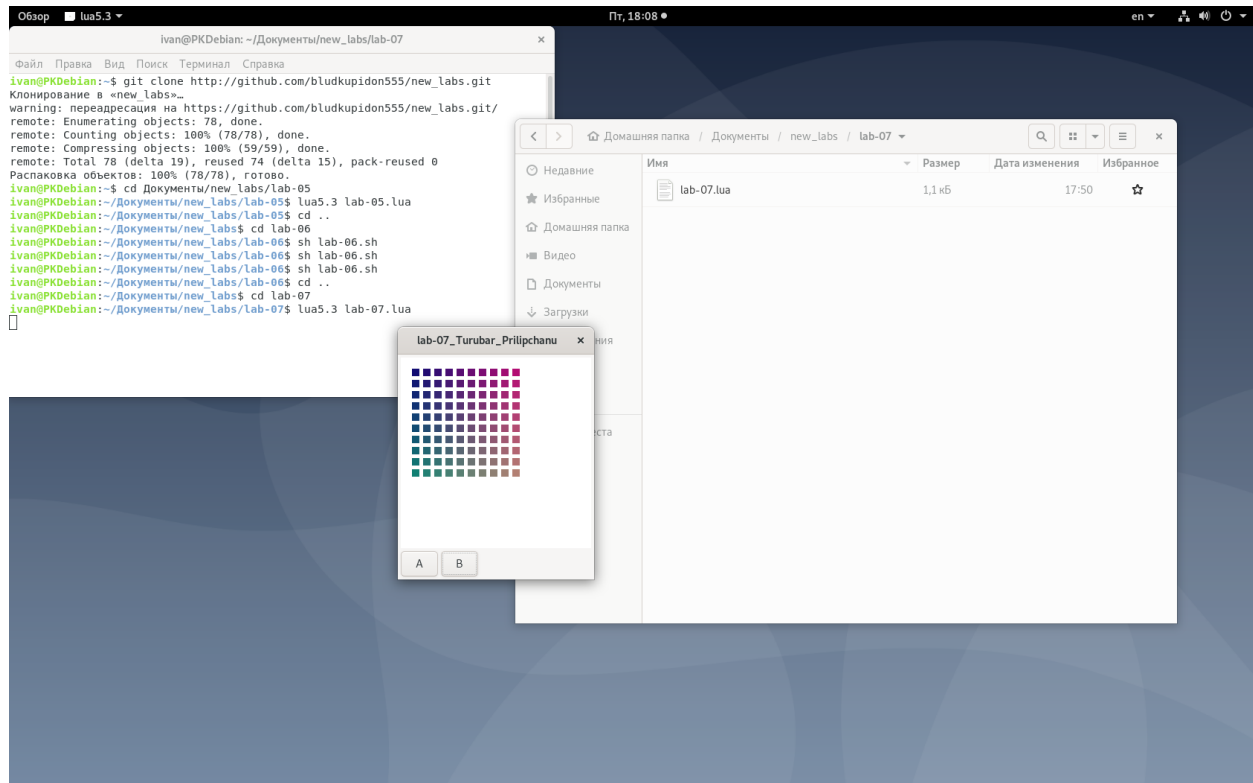 Обзор lua5.3 Пт, 18:08 en
ivan@PKDebian: ~/Документы/new_labs/lab-07
Файл Правка Вид Поиск Терминал Справка
ivan@PKDebian:~$ git clone http://github.com/bludkupidon555/new_labs.git
Клонирование в «new_labs»…
warning: переадресация на https://github.com/bludkupidon555/new_labs.git/
remote: Enumerating objects: 78, done.
remote: Counting objects: 100% (78/78), done.
remote: Compressing objects: 100% (59/59), done.
remote: Total 78 (delta 19), reused 74 (delta 15), pack-reused 0
Распаковка объектов: 100% (78/78), готово.
ivan@PKDebian:~$ cd Документы/new_labs/lab-05
ivan@PKDebian:~/Документы/new_labs/lab-05$ lua5.3 lab-05.lua
ivan@PKDebian:~/Документы/new_labs/lab-05$ cd ..
ivan@PKDebian:~/Документы/new_labs$ cd lab-06
ivan@PKDebian:~/Документы/new_labs/lab-06$ sh lab-06.sh
ivan@PKDebian:~/Документы/new_labs/lab-06$ sh lab-06.sh
ivan@PKDebian:~/Документы/new_labs/lab-06$ sh lab-06.sh
ivan@PKDebian:~/Документы/new_labs/lab-06$ cd ..
ivan@PKDebian:~/Документы/new_labs$ cd lab-07
ivan@PKDebian:~/Документы/new_labs/lab-07$ lua5.3 lab-07.lua
Домашняя папка / Документы / new_labs / lab-07
Имя Размер Дата изменения Избранное
lab-07.lua 1,1 кБ 17:50
Недавние
Избранные
Домашняя папка
Видео
Документы
Загрузки
ния
еста
lab-07_Turubar_Prilipchanu
A B